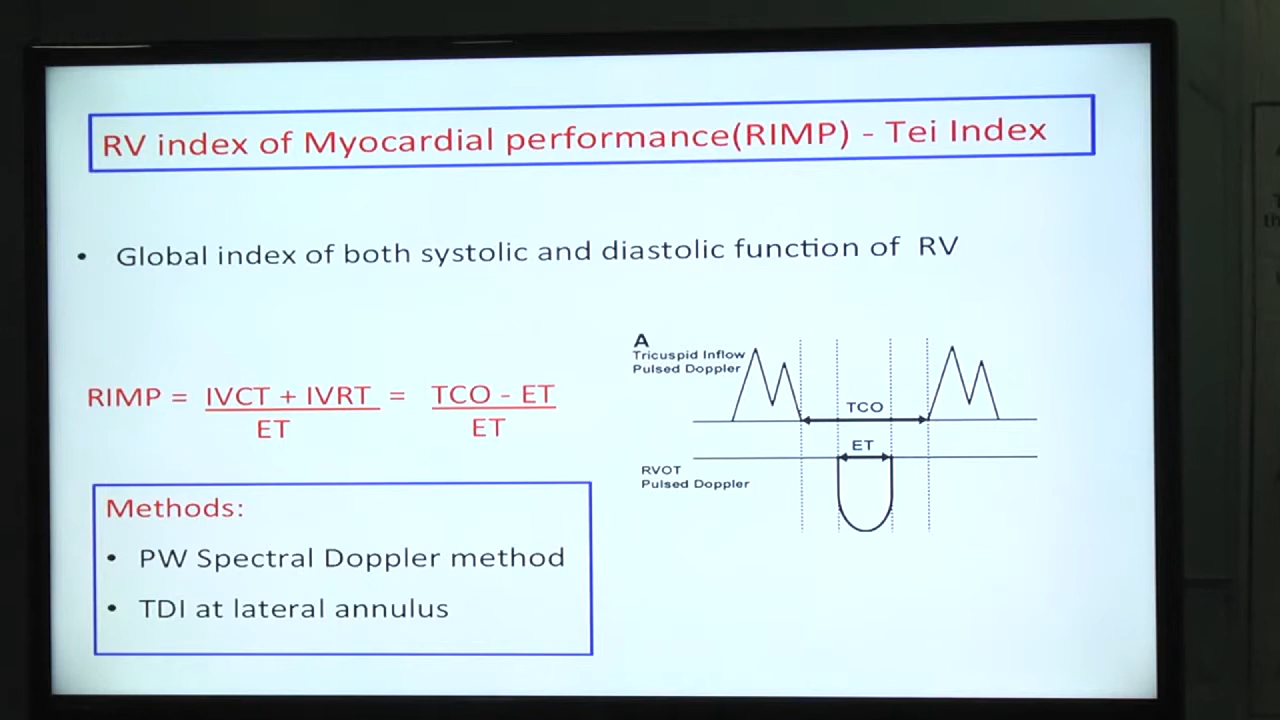 RV index of Myocardial performance(RIMP) - Tei Index
• Global index of both systolic and diastolic function of RV
RIMP = IVCT + IVRT = TCO - ET
ET ET
Methods:
• PW Spectral Doppler method
• TDI at lateral annulus
A
Tricuspid Inflow
Pulsed Doppler
TCO
ET
RVOT
Pulsed Doppler